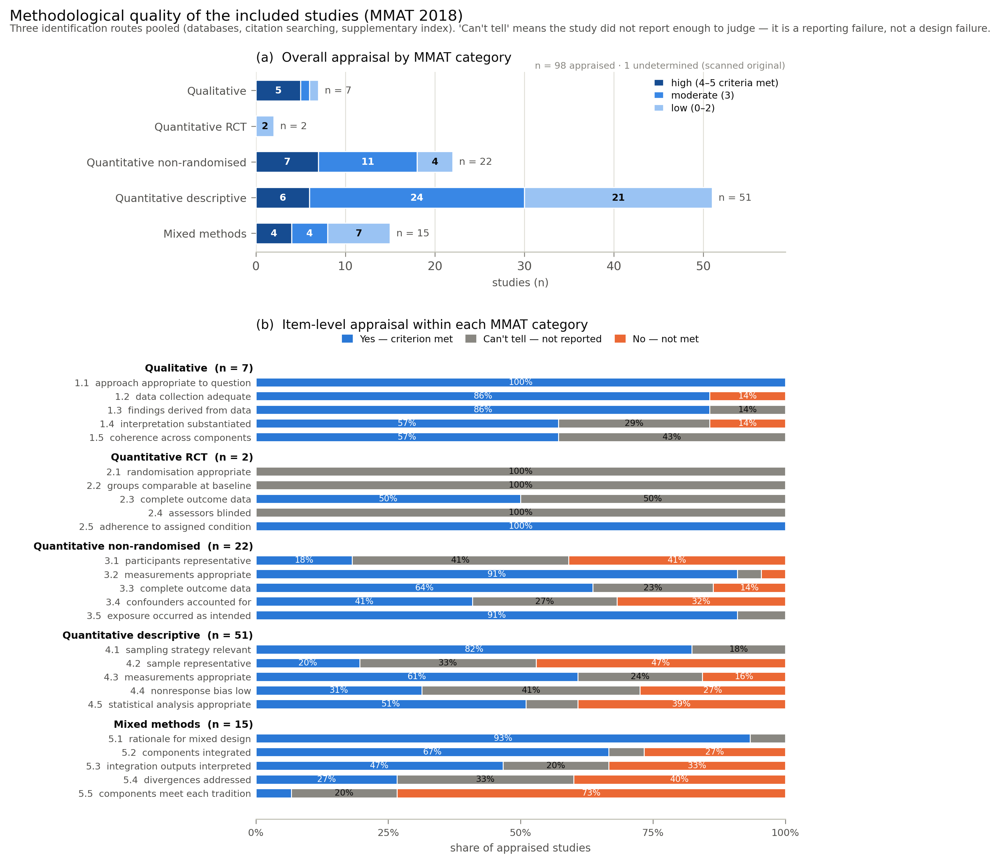 Methodological quality of the included studies (MMAT 2018)
Three identification routes pooled (databases, citation searching, supplementary index). 'Can't tell' means the study did not report enough to judge — it is a reporting failure, not a design failure.
(a) Overall appraisal by MMAT category
n = 98 appraised · 1 undetermined (scanned original)
high (4–5 criteria met)
moderate (3)
low (0–2)
Qualitative 5 n = 7
Quantitative RCT 2 n = 2
Quantitative non-randomised 7 11 4 n = 22
Quantitative descriptive 6 24 21 n = 51
Mixed methods 4 4 7 n = 15
0 10 20 30 40 50
studies (n)
(b) Item-level appraisal within each MMAT category
Yes — criterion met Can't tell — not reported No — not met
Qualitative (n = 7)
1.1 approach appropriate to question 100%
1.2 data collection adequate 86% 14%
1.3 findings derived from data 86% 14%
1.4 interpretation substantiated 57% 29% 14%
1.5 coherence across components 57% 43%
Quantitative RCT (n = 2)
2.1 randomisation appropriate 100%
2.2 groups comparable at baseline 100%
2.3 complete outcome data 50% 50%
2.4 assessors blinded 100%
2.5 adherence to assigned condition 100%
Quantitative non-randomised (n = 22)
3.1 participants representative 18% 41% 41%
3.2 measurements appropriate 91%
3.3 complete outcome data 64% 23% 14%
3.4 confounders accounted for 41% 27% 32%
3.5 exposure occurred as intended 91%
Quantitative descriptive (n = 51)
4.1 sampling strategy relevant 82% 18%
4.2 sample representative 20% 33% 47%
4.3 measurements appropriate 61% 24% 16%
4.4 nonresponse bias low 31% 41% 27%
4.5 statistical analysis appropriate 51% 39%
Mixed methods (n = 15)
5.1 rationale for mixed design 93%
5.2 components integrated 67% 27%
5.3 integration outputs interpreted 47% 20% 33%
5.4 divergences addressed 27% 33% 40%
5.5 components meet each tradition 20% 73%
0% 25% 50% 75% 100%
share of appraised studies